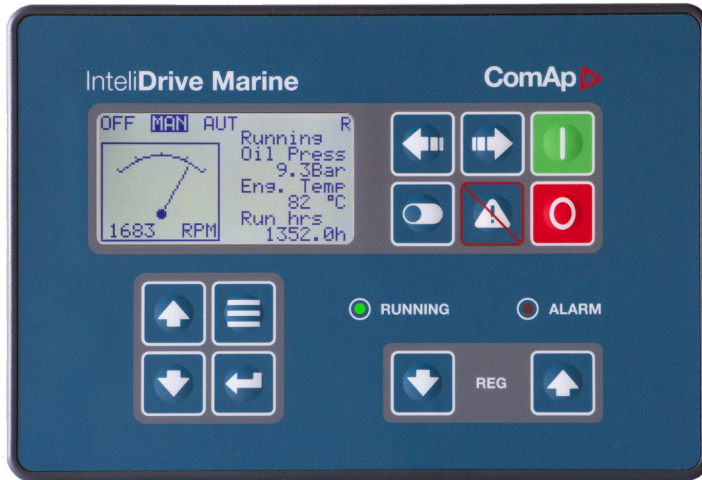 InteliDrive Marine
ComAp
OFF MAN AUT R
Running
Oil Press
9.3Bar
Eng. Temp
82 °C
Run hrs
1352.0h
1683 RPM
RUNNING
ALARM
REG